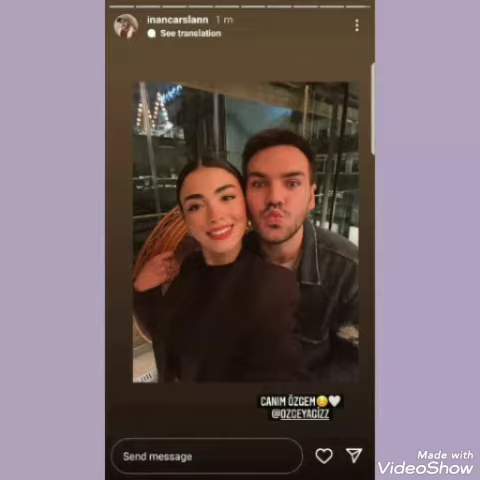 inancarslann 1 m
See translation
CANIM ÖZGEM
@OZGEYAGIZZ
Send message
Made with
VideoShow